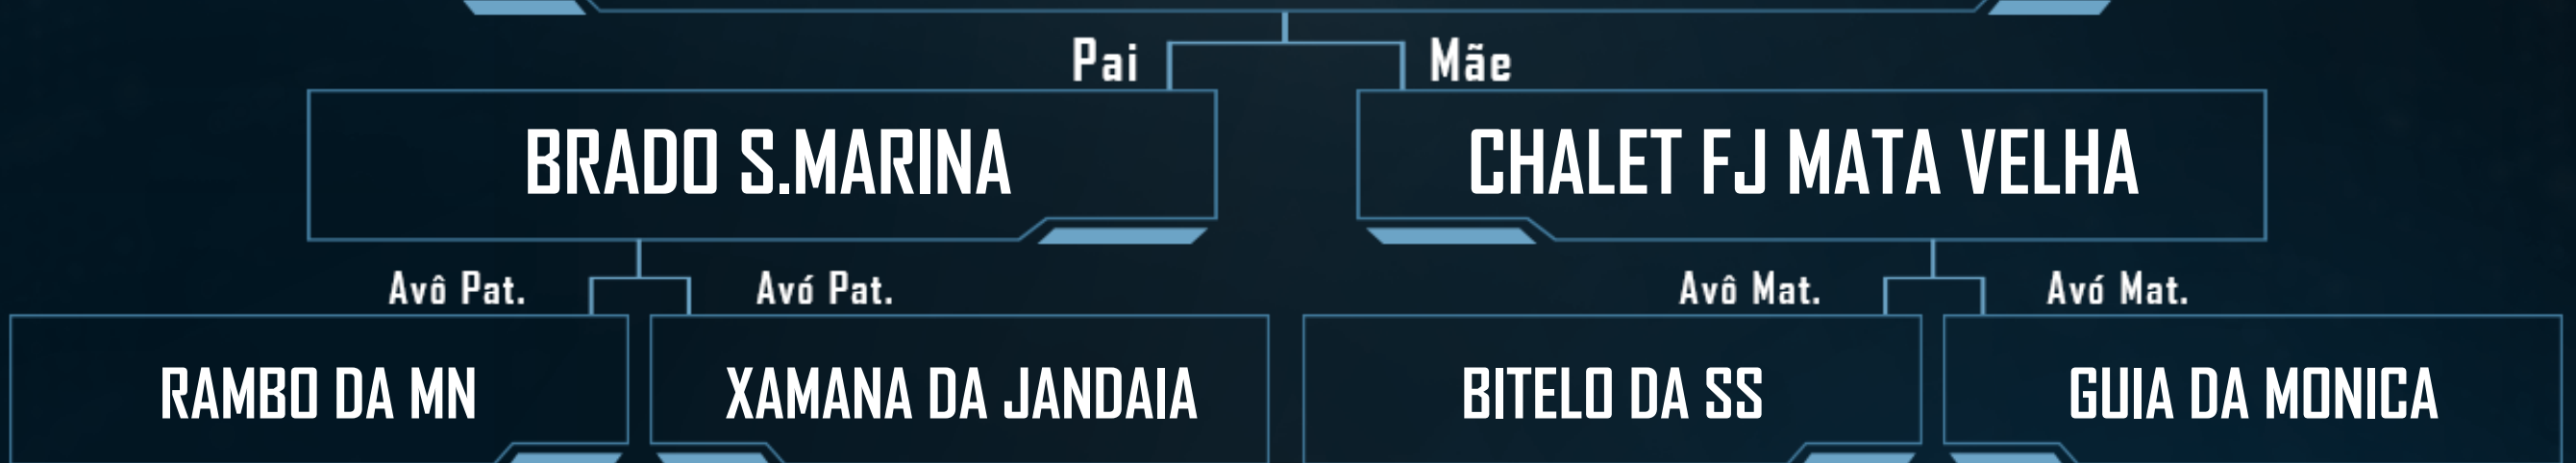 Pai Mãe
BRADO S.MARINA CHALET FJ MATA VELHA
Avô Pat. Avó Pat. Avô Mat. Avó Mat.
RAMBO DA MN XAMANA DA JANDAIA BITELO DA SS GUIA DA MONICA